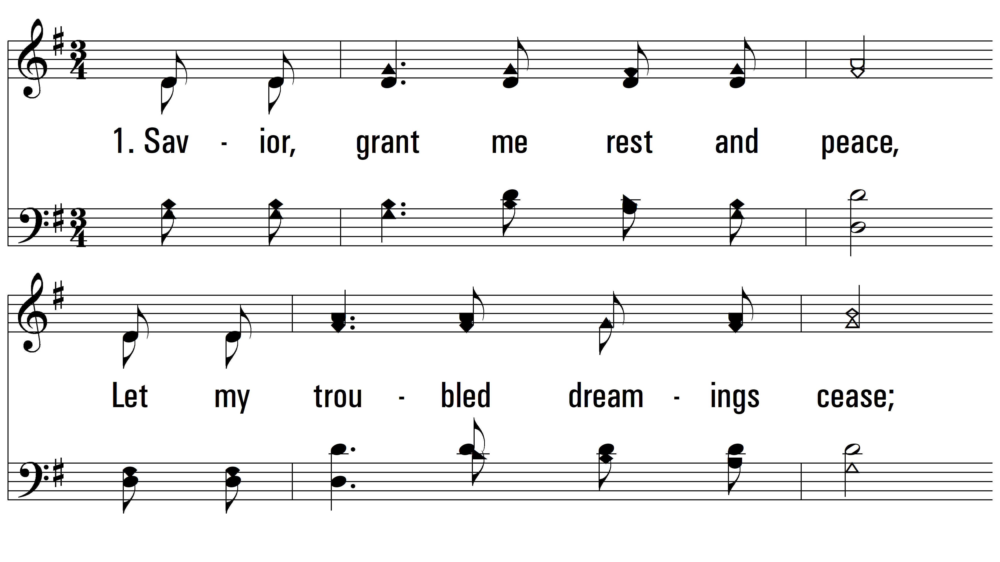 1. Sav - ior, grant me rest and peace,
Let my trou - bled dream - ings cease;